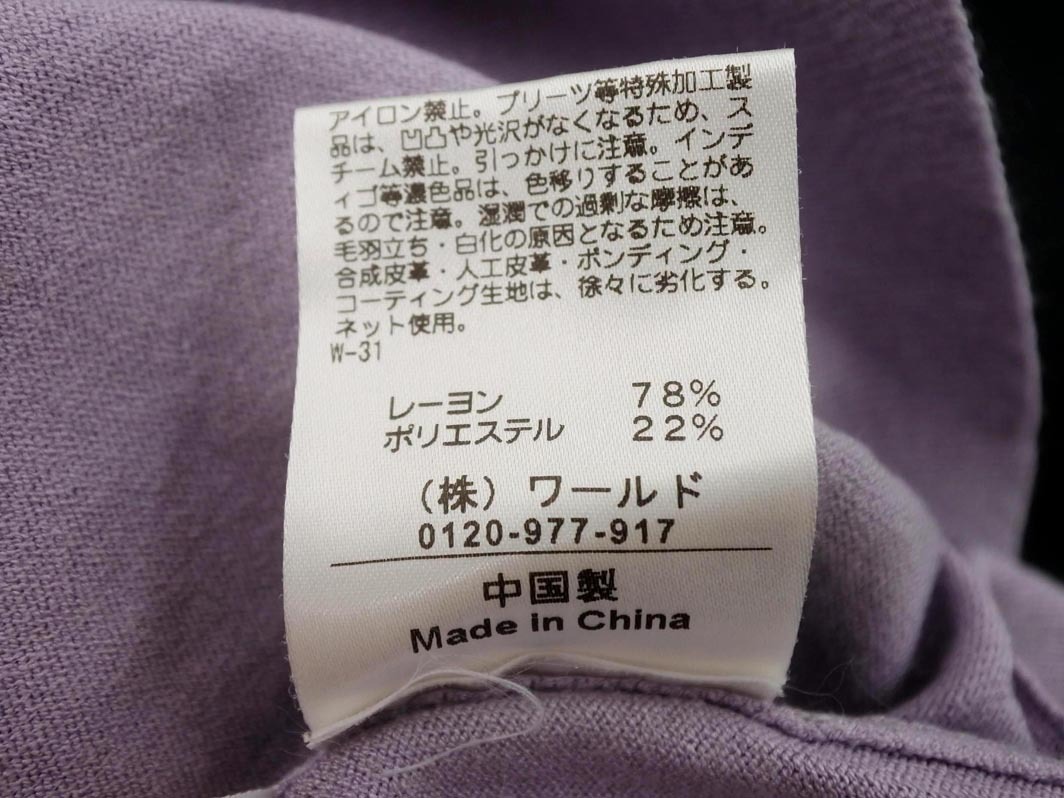 アイロン禁止。プリーツ等特殊加工製
品は、凹凸や光沢がなくなるため、ス
チーム禁止。引っかけに注意。インデ
ィゴ等濃色品は、色移りすることがあ
るので注意。湿潤での過剰な摩擦は、
毛羽立ち・白化の原因となるため注意。
合成皮革・人工皮革・ボンディング・
コーティング生地は、徐々に劣化する。
ネット使用。
W-31
レーヨン 78%
ポリエステル 22%
(株) ワールド
0120-977-917
中国製
Made in China